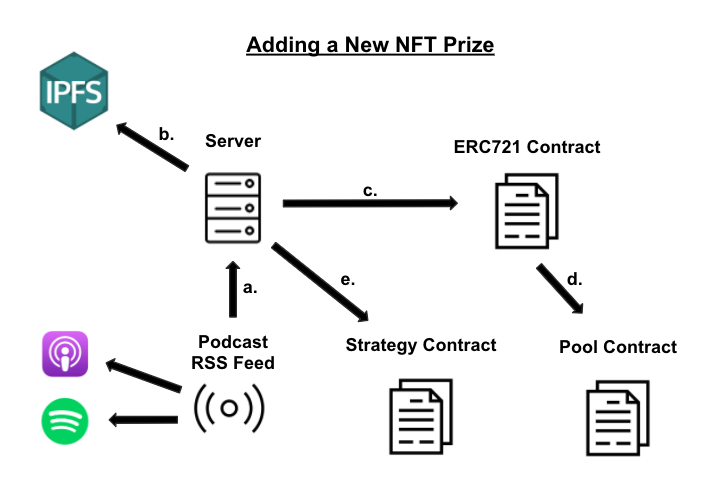 Adding a New NFT Prize
IPFS
b.
Server
ERC721 Contract
c.
a.
e.
d.
Podcast
RSS Feed
Strategy Contract
Pool Contract